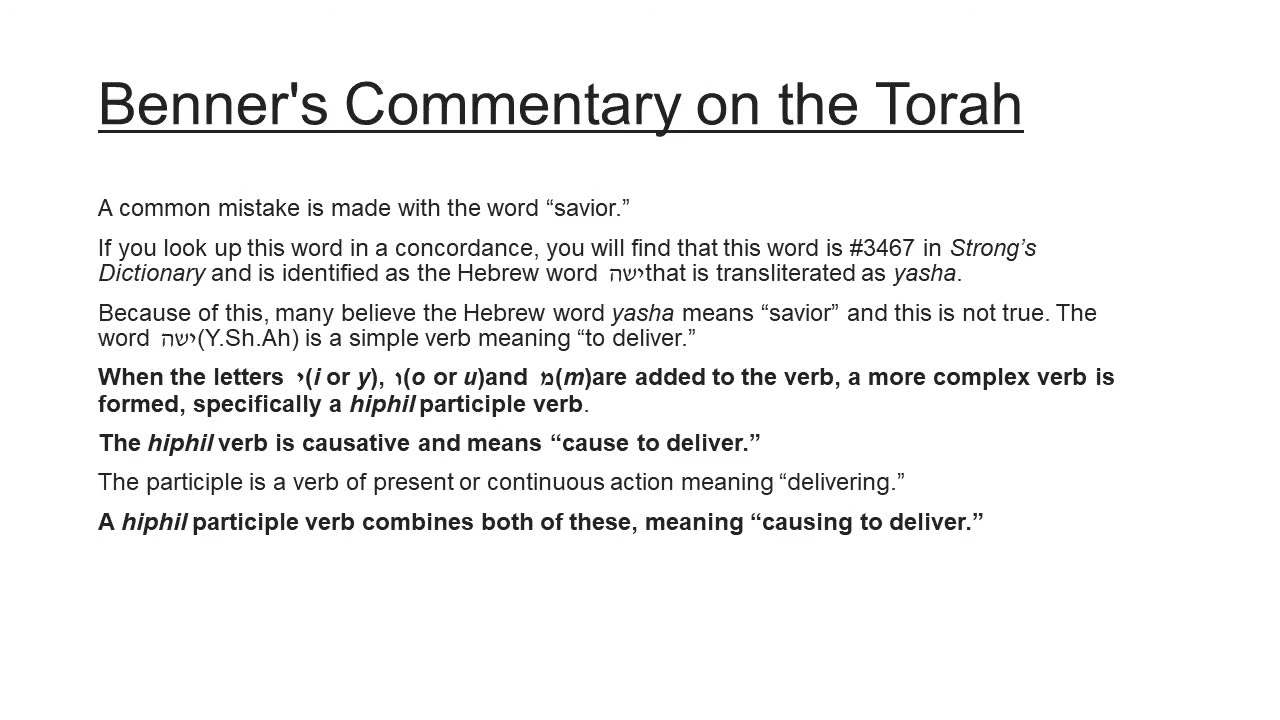 Benner's Commentary on the Torah
A common mistake is made with the word “savior.”
If you look up this word in a concordance, you will find that this word is #3467 in Strong’s
Dictionary and is identified as the Hebrew word ישה that is transliterated as yasha.
Because of this, many believe the Hebrew word yasha means “savior” and this is not true. The
word ישה (Y.Sh.Ah) is a simple verb meaning “to deliver.”
When the letters י (i or y), ו (o or u)and מ (m)are added to the verb, a more complex verb is
formed, specifically a hiphil participle verb.
The hiphil verb is causative and means “cause to deliver.”
The participle is a verb of present or continuous action meaning “delivering.”
A hiphil participle verb combines both of these, meaning “causing to deliver.”